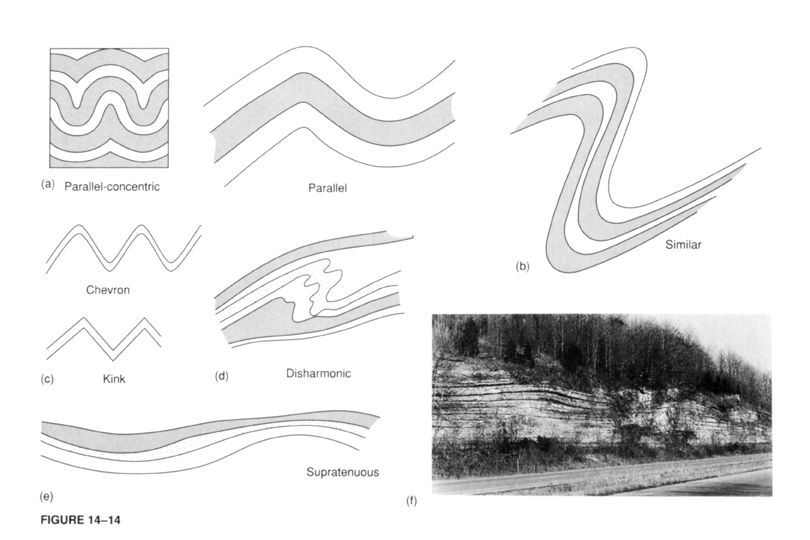 (a) Parallel-concentric
Parallel
(b)
Similar
Chevron
(c) Kink
(d) Disharmonic
Supratenuous
(e)
(f)
FIGURE 14–14